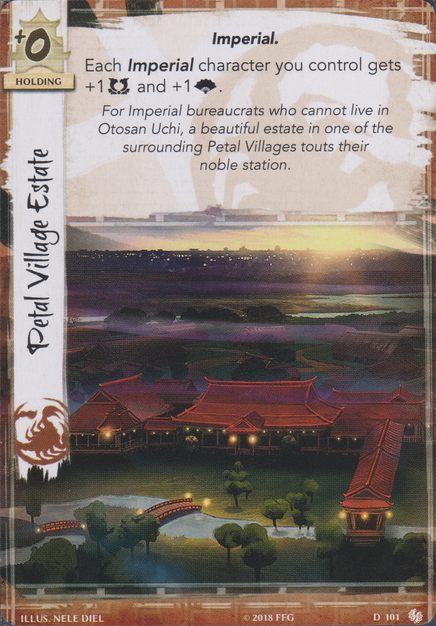 +0
HOLDING
Imperial.
Each Imperial character you control gets
+1 and +1.
For Imperial bureaucrats who cannot live in
Otosan Uchi, a beautiful estate in one of the
surrounding Petal Villages touts their
noble station.
Petal Village Estate
ILLUS. NELE DIEL
© 2018 FFG
D 101